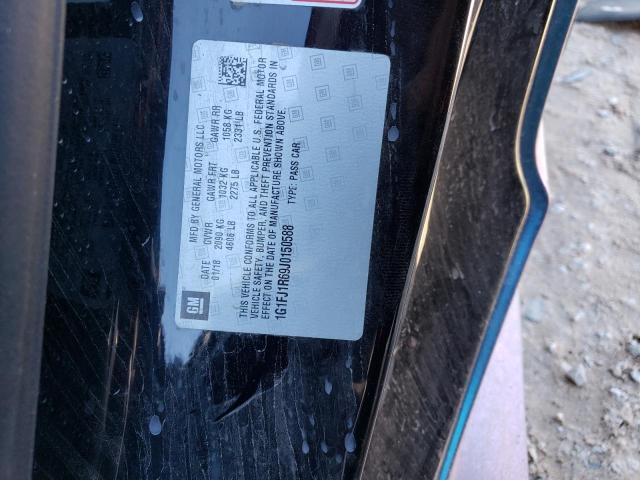 MFD BY GENERAL MOTORS LLC
DATE GVWR GAWR FRT GAWR RR
01/18 2090 KG 1032 KG 1058 KG
4608 LB 2275 LB 2331 LB
THIS VEHICLE CONFORMS TO ALL APPLICABLE U.S. FEDERAL MOTOR
VEHICLE SAFETY, BUMPER, AND THEFT PREVENTION STANDARDS IN
EFFECT ON THE DATE OF MANUFACTURE SHOWN ABOVE.
1G1FJ1R69J0150588 TYPE: PASS CAR
GM